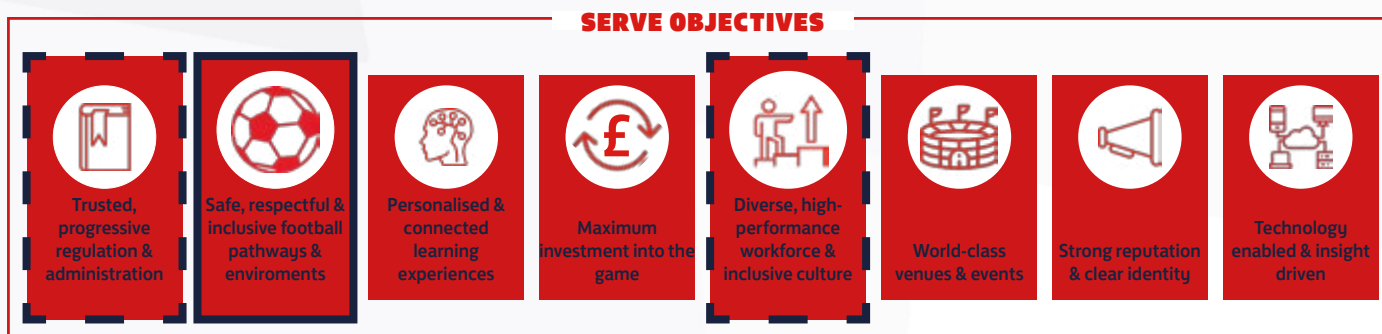 SERVE OBJECTIVES
Trusted,
progressive
regulation &
administration
Safe, respectful &
inclusive football
pathways &
enviroments
Personalised &
connected
learning
experiences
£
Maximum
investment into the
game
Diverse, high-
performance
workforce &
inclusive culture
World-class
venues & events
Strong reputation
& clear identity
Technology
enabled & insight
driven